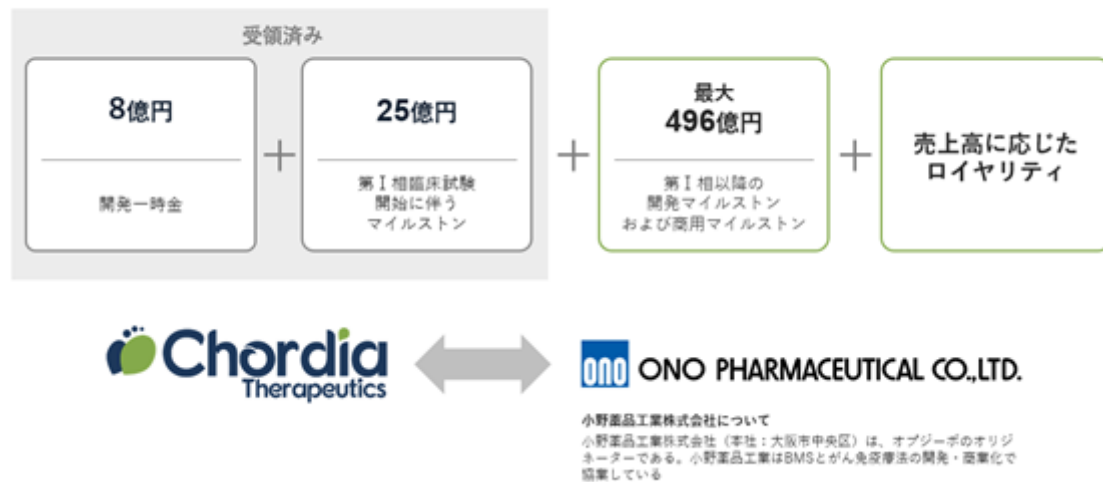 受領済み
8億円
開発一時金
+
25億円
第Ⅰ相臨床試験
開始に伴う
マイルストン
+
最大
496億円
第Ⅰ相以降の
開発マイルストン
および商用マイルストン
+
売上高に応じた
ロイヤリティ
Chordia
Therapeutics
ono ONO PHARMACEUTICAL CO.,LTD.
小野薬品工業株式会社について
小野薬品工業株式会社（本社：大阪市中央区）は、オプジーボのオリジ
ネーターである。小野薬品工業はBMSとがん免疫療法の開発・商業化で
協業している